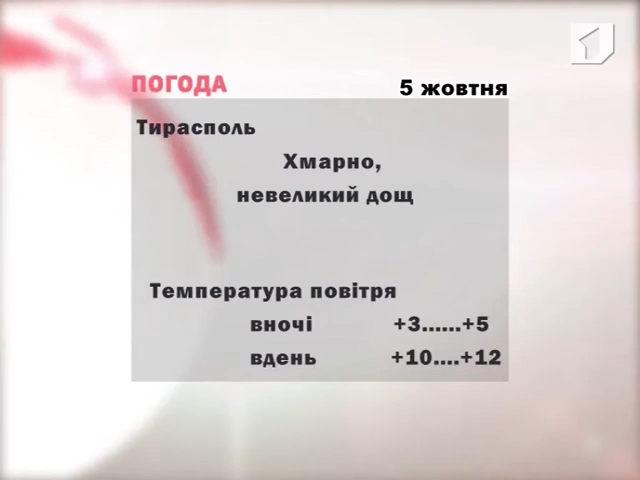 ПОГОДА
5 жовтня
Тирасполь
Хмарно,
невеликий дощ
Температура повітря
вночі +3......+5
вдень +10....+12